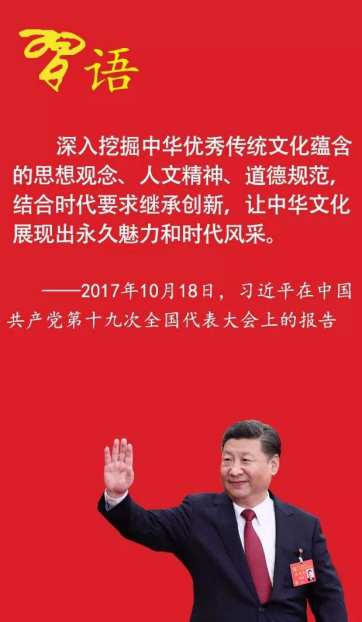 習语
深入挖掘中华优秀传统文化蕴含
的思想观念、人文精神、道德规范，
结合时代要求继承创新，让中华文化
展现出永久魅力和时代风采。
——2017年10月18日，习近平在中国
共产党第十九次全国代表大会上的报告